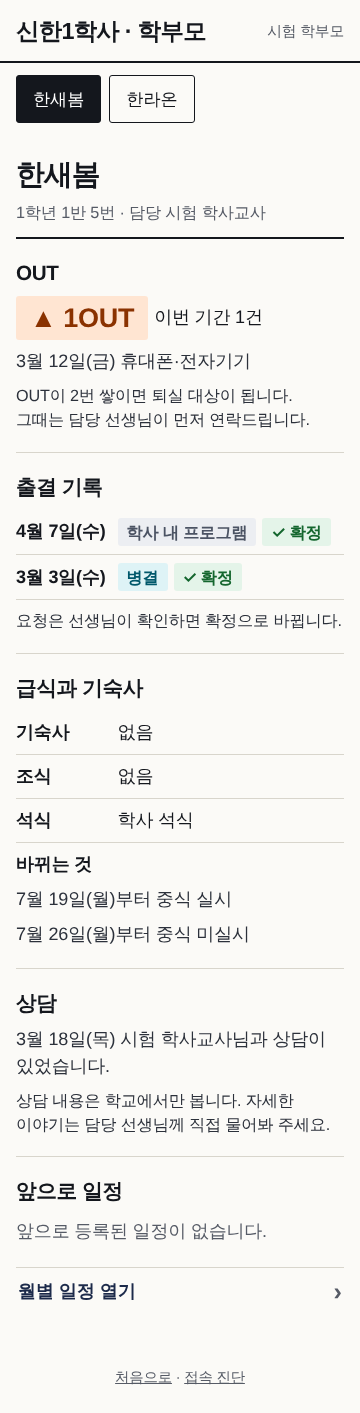 신한1학사 · 학부모
시험 학부모
한새봄
한라온
한새봄
1학년 1반 5번 · 담당 시험 학사교사
OUT
▲ 1OUT 이번 기간 1건
3월 12일(금) 휴대폰·전자기기
OUT이 2번 쌓이면 퇴실 대상이 됩니다.
그때는 담당 선생님이 먼저 연락드립니다.
출결 기록
4월 7일(수) 학사 내 프로그램 ✓ 확정
3월 3일(수) 병결 ✓ 확정
요청은 선생님이 확인하면 확정으로 바뀝니다.
급식과 기숙사
기숙사 없음
조식 없음
석식 학사 석식
바뀌는 것
7월 19일(월)부터 중식 실시
7월 26일(월)부터 중식 미실시
상담
3월 18일(목) 시험 학사교사님과 상담이
있었습니다.
상담 내용은 학교에서만 봅니다. 자세한
이야기는 담당 선생님께 직접 물어봐 주세요.
앞으로 일정
앞으로 등록된 일정이 없습니다.
월별 일정 열기 ›
처음으로 · 접속 진단